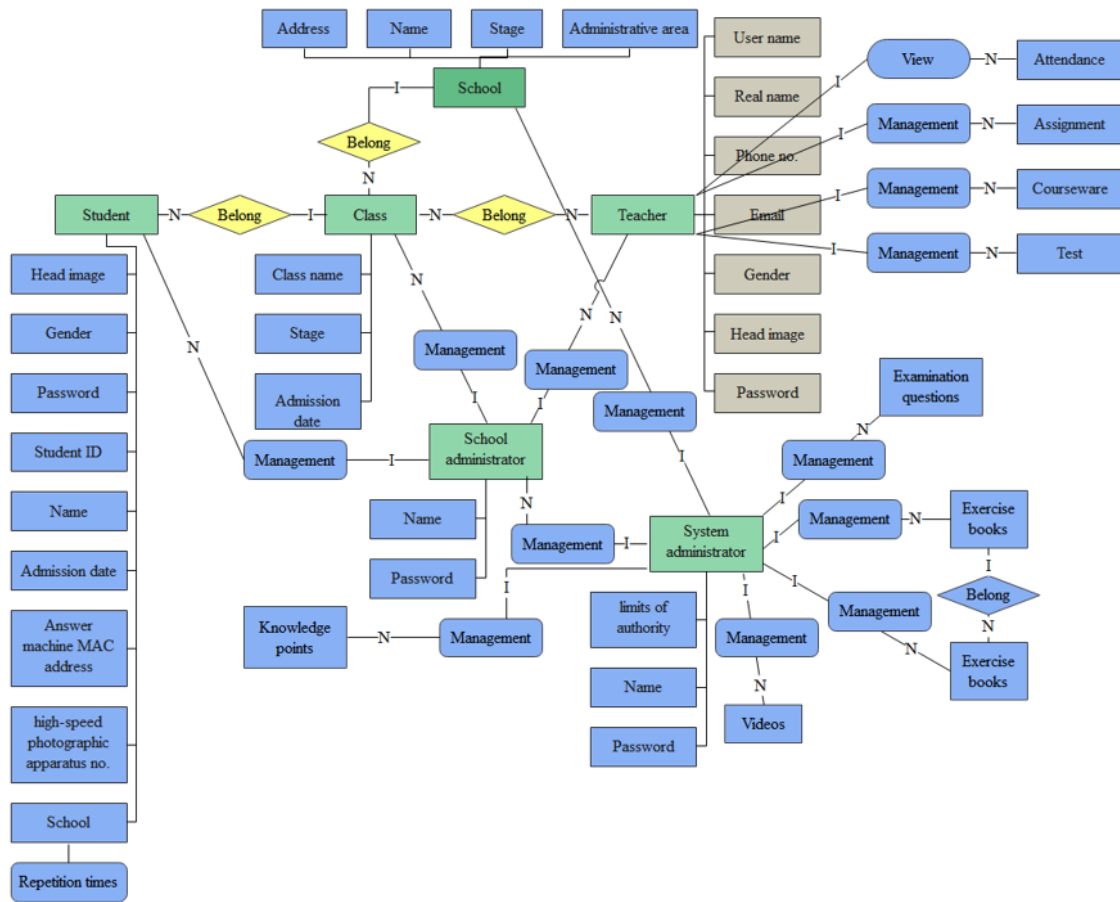 Address
Name
Stage
Administrative area
User name
View
N
Attendance
I
School
I
Real name
Management
N
Assignment
I
Belong
Phone no.
N
Management
N
Courseware
I
Student
N
Belong
I
Class
N
Belong
N
Teacher
Email
I
Management
N
Test
Head image
Class name
N
I
Gender
Gender
Stage
N
N
N
Head image
N
Management
Management
Password
Admission
date
I
I
Management
Password
Examination
questions
N
Student ID
Management
I
School
administrator
I
Management
Name
Name
N
I
Management
N
Exercise
books
Management
I
System
administrator
I
I
Admission date
Password
I
I
I
Belong
Answer
machine MAC
address
Knowledge
points
N
Management
limits of
authority
Management
Management
N
N
Exercise
books
Name
N
high-speed
photographic
apparatus no.
Videos
Password
School
Repetition times